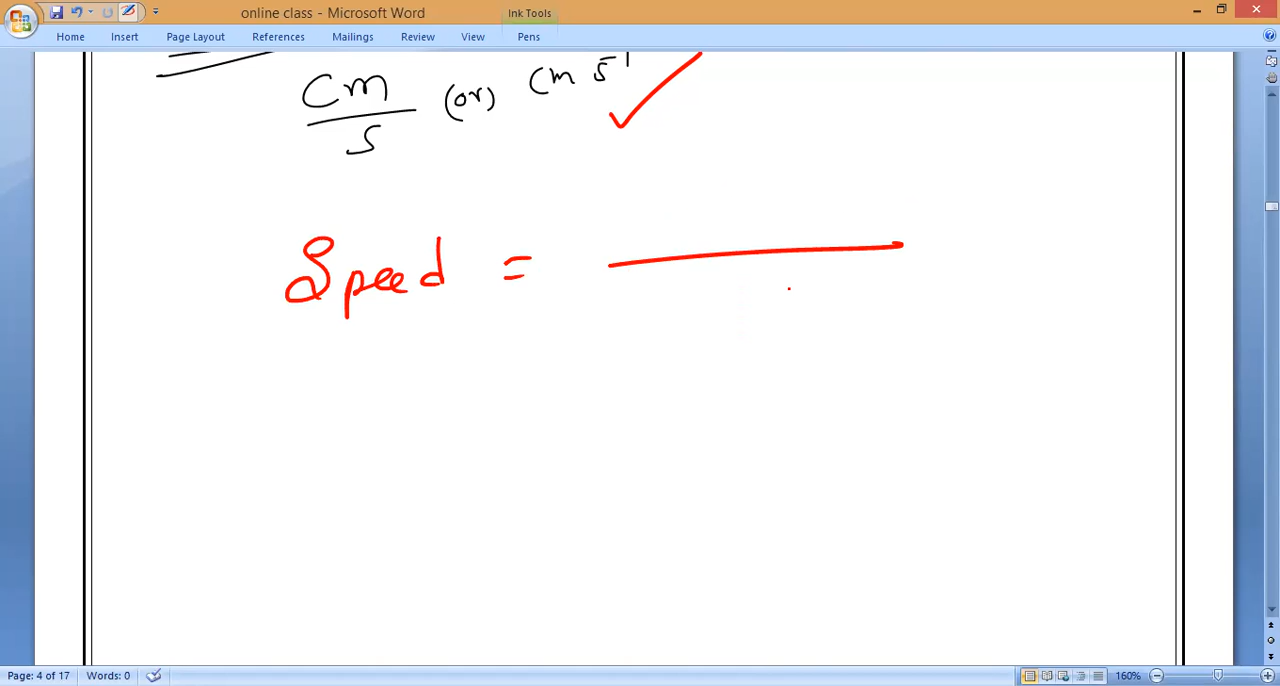 online class - Microsoft Word
Ink Tools
Home Insert Page Layout References Mailings Review View Pens
Cm
S
(or) Cm S⁻¹
Speed =
Page: 4 of 17 Words: 0 160%